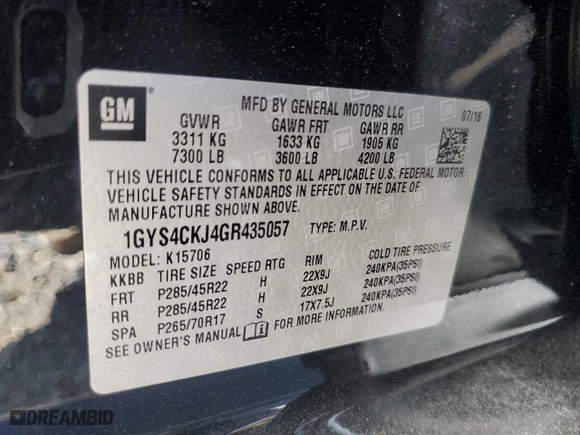 GM
®
MFD BY GENERAL MOTORS LLC 07/16
GVWR GAWR FRT GAWR RR
3311 KG 1633 KG 1905 KG
7300 LB 3600 LB 4200 LB
THIS VEHICLE CONFORMS TO ALL APPLICABLE U.S. FEDERAL MOTOR
VEHICLE SAFETY STANDARDS IN EFFECT ON THE DATE OF
MANUFACTURE SHOWN ABOVE.
1GYS4CKJ4GR435057 TYPE: M.P.V.
MODEL: K15706
KKBB TIRE SIZE SPEED RTG RIM COLD TIRE PRESSURE
FRT P285/45R22 H 22X9J 240KPA(35PSI)
RR P285/45R22 H 22X9J 240KPA(35PSI)
SPA P265/70R17 S 17X7.5J 240KPA(35PSI)
SEE OWNER'S MANUAL FOR MORE INFORMATION.
DREAMBID